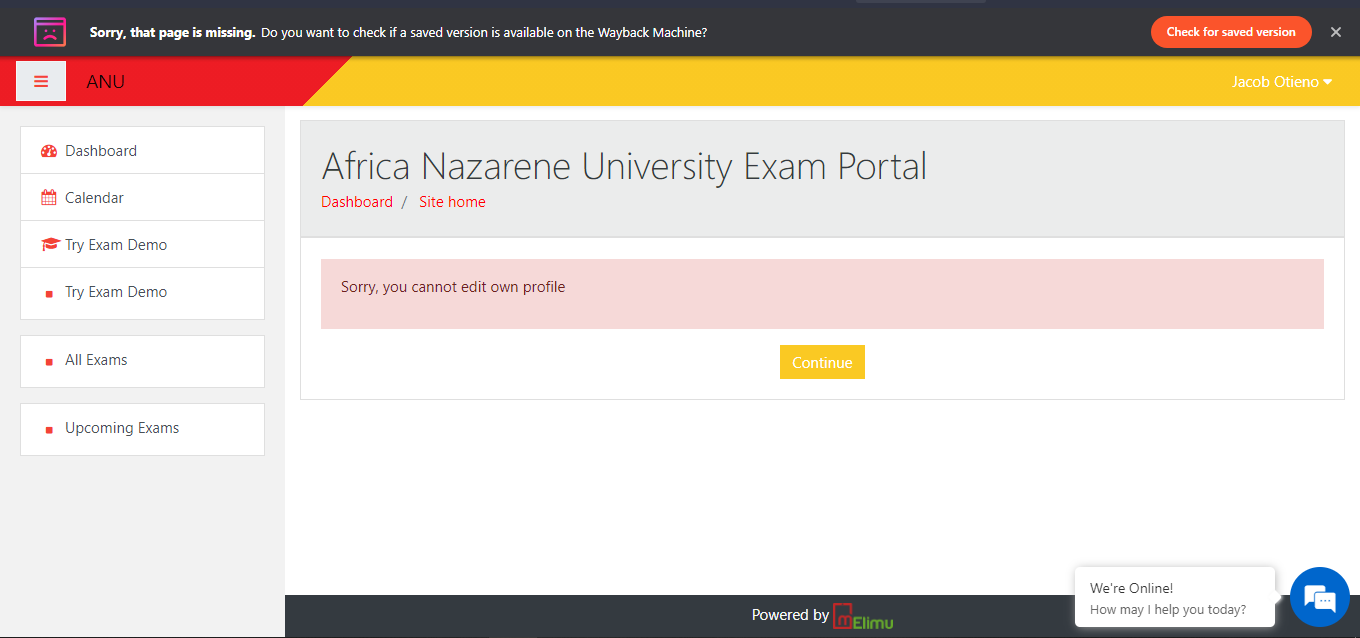 Sorry, that page is missing. Do you want to check if a saved version is available on the Wayback Machine?
Check for saved version
ANU
Jacob Otieno
Dashboard
Calendar
Try Exam Demo
Try Exam Demo
All Exams
Upcoming Exams
Africa Nazarene University Exam Portal
Dashboard / Site home
Sorry, you cannot edit own profile
Continue
We're Online!
How may I help you today?
Powered by mElimu